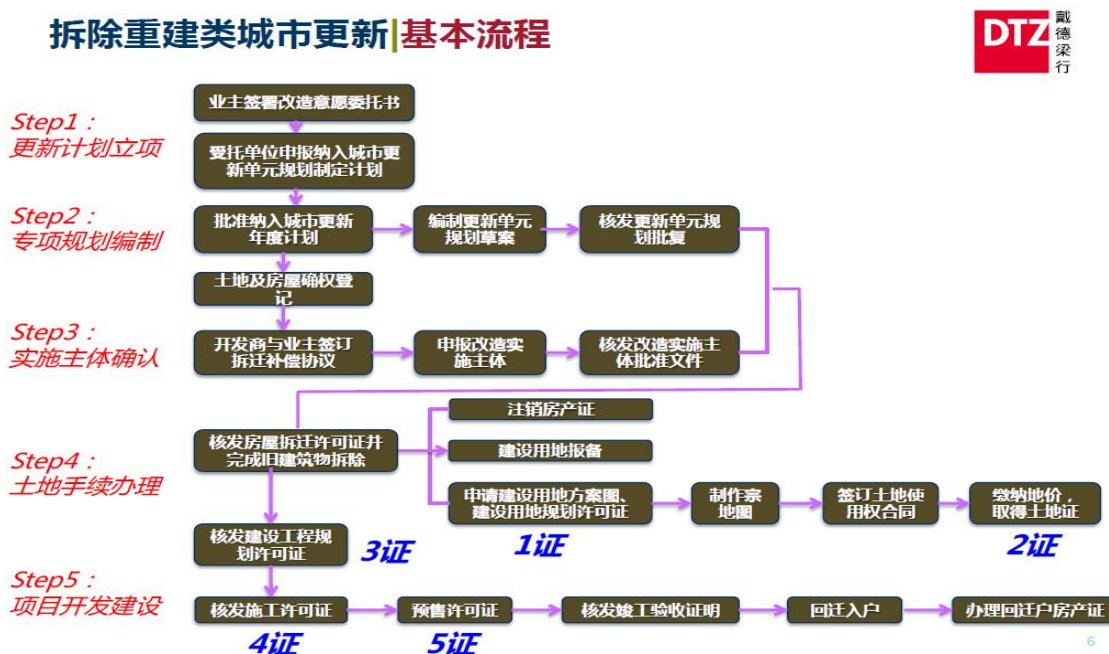 拆除重建类城市更新|基本流程
DTZ
戴
德
梁
行
Step1：
更新计划立项
业主签署改造意愿委托书
受托单位申报纳入城市更
新单元规划制定计划
Step2：
专项规划编制
批准纳入城市更新
年度计划
编制更新单元
规划草案
核发更新单元规
划批复
土地及房屋确权登
记
Step3：
实施主体确认
开发商与业主签订
拆迁补偿协议
申报改造实
施主体
核发改造实施主
体批准文件
Step4：
土地手续办理
核发房屋拆迁许可证并
完成旧建筑物拆除
注销房产证
建设用地报备
申请建设用地方案图、
建设用地规划许可证
1证
制作宗
地图
签订土地使
用权合同
缴纳地价，
取得土地证
2证
核发建设工程规
划许可证
3证
Step5：
项目开发建设
核发施工许可证
4证
预售许可证
5证
核发竣工验收证明
回迁入户
办理回迁户房产证
6